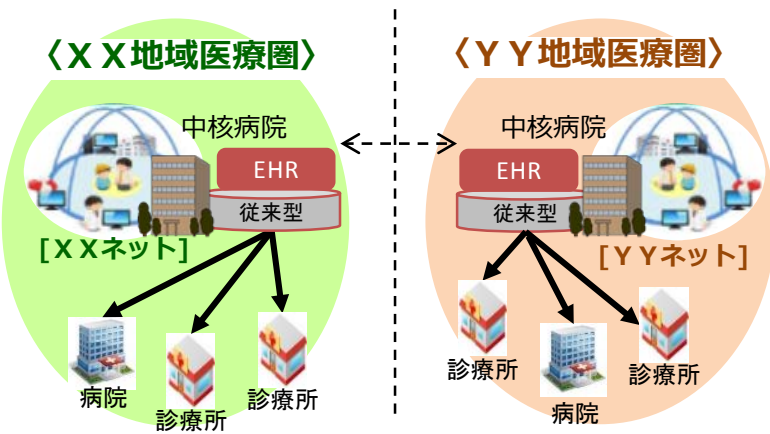 〈ＸＸ地域医療圏〉
中核病院
EHR
従来型
[ＸＸネット]
病院
診療所
診療所
〈ＹＹ地域医療圏〉
中核病院
EHR
従来型
[ＹＹネット]
診療所
病院
診療所